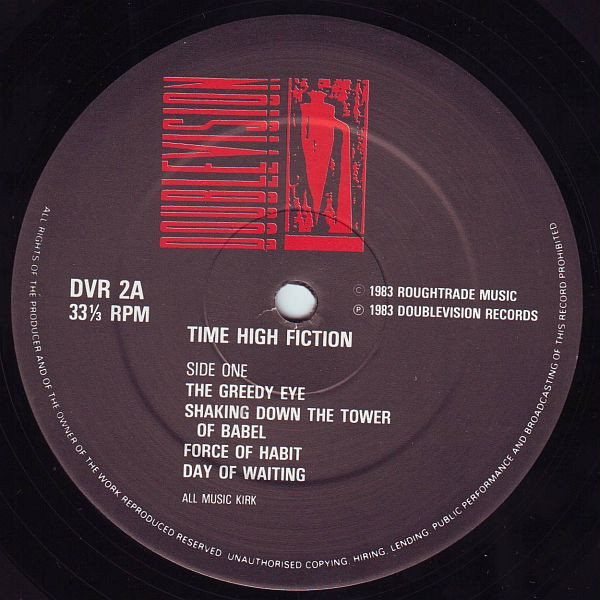 DOUBLEVISION
DOUBLEVISION
DVR 2A
33⅓ RPM
Ⓒ 1983 ROUGHTRADE MUSIC
Ⓟ 1983 DOUBLEVISION RECORDS
TIME HIGH FICTION
SIDE ONE
THE GREEDY EYE
SHAKING DOWN THE TOWER
OF BABEL
FORCE OF HABIT
DAY OF WAITING
ALL MUSIC KIRK
ALL RIGHTS OF THE PRODUCER AND OF THE OWNER OF THE WORK REPRODUCED RESERVED. UNAUTHORISED COPYING, HIRING, LENDING, PUBLIC PERFORMANCE AND BROADCASTING OF THIS RECORD PROHIBITED